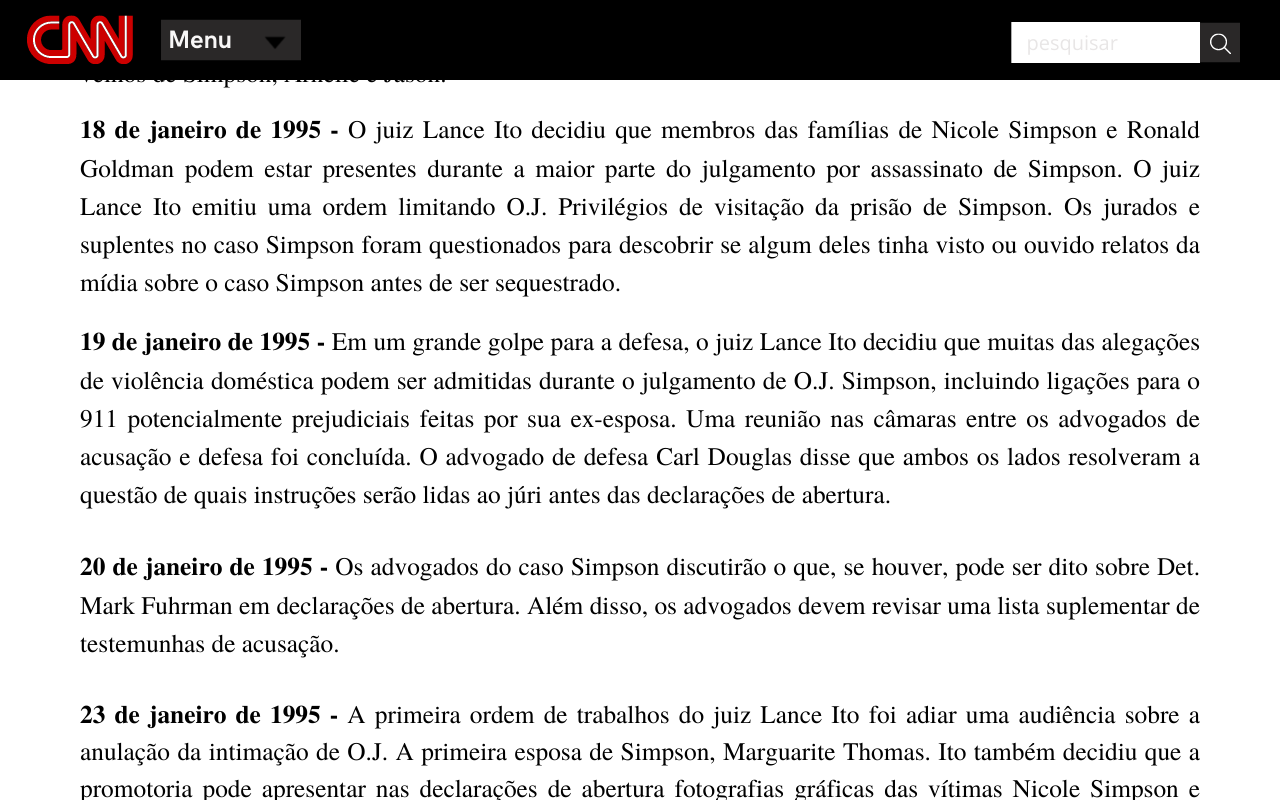 CNN
Menu
pesquisar
velhos de Simpson, Arnelle e Jason.
18 de janeiro de 1995 - O juiz Lance Ito decidiu que membros das famílias de Nicole Simpson e Ronald
Goldman podem estar presentes durante a maior parte do julgamento por assassinato de Simpson. O juiz
Lance Ito emitiu uma ordem limitando O.J. Privilégios de visitação da prisão de Simpson. Os jurados e
suplentes no caso Simpson foram questionados para descobrir se algum deles tinha visto ou ouvido relatos da
mídia sobre o caso Simpson antes de ser sequestrado.
19 de janeiro de 1995 - Em um grande golpe para a defesa, o juiz Lance Ito decidiu que muitas das alegações
de violência doméstica podem ser admitidas durante o julgamento de O.J. Simpson, incluindo ligações para o
911 potencialmente prejudiciais feitas por sua ex-esposa. Uma reunião nas câmaras entre os advogados de
acusação e defesa foi concluída. O advogado de defesa Carl Douglas disse que ambos os lados resolveram a
questão de quais instruções serão lidas ao júri antes das declarações de abertura.
20 de janeiro de 1995 - Os advogados do caso Simpson discutirão o que, se houver, pode ser dito sobre Det.
Mark Fuhrman em declarações de abertura. Além disso, os advogados devem revisar uma lista suplementar de
testemunhas de acusação.
23 de janeiro de 1995 - A primeira ordem de trabalhos do juiz Lance Ito foi adiar uma audiência sobre a
anulação da intimação de O.J. A primeira esposa de Simpson, Marguarite Thomas. Ito também decidiu que a
promotoria pode apresentar nas declarações de abertura fotografias gráficas das vítimas Nicole Simpson e